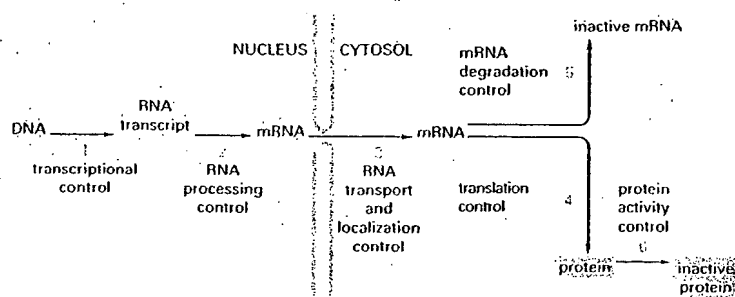 inactive mRNA
NUCLEUS CYTOSOL
mRNA
degradation
control
5
DNA
RNA
transcript
mRNA
mRNA
1
transcriptional
control
2
RNA
processing
control
3
RNA
transport
and
localization
control
translation
control
4
protein
activity
control
6
protein
inactive
protein